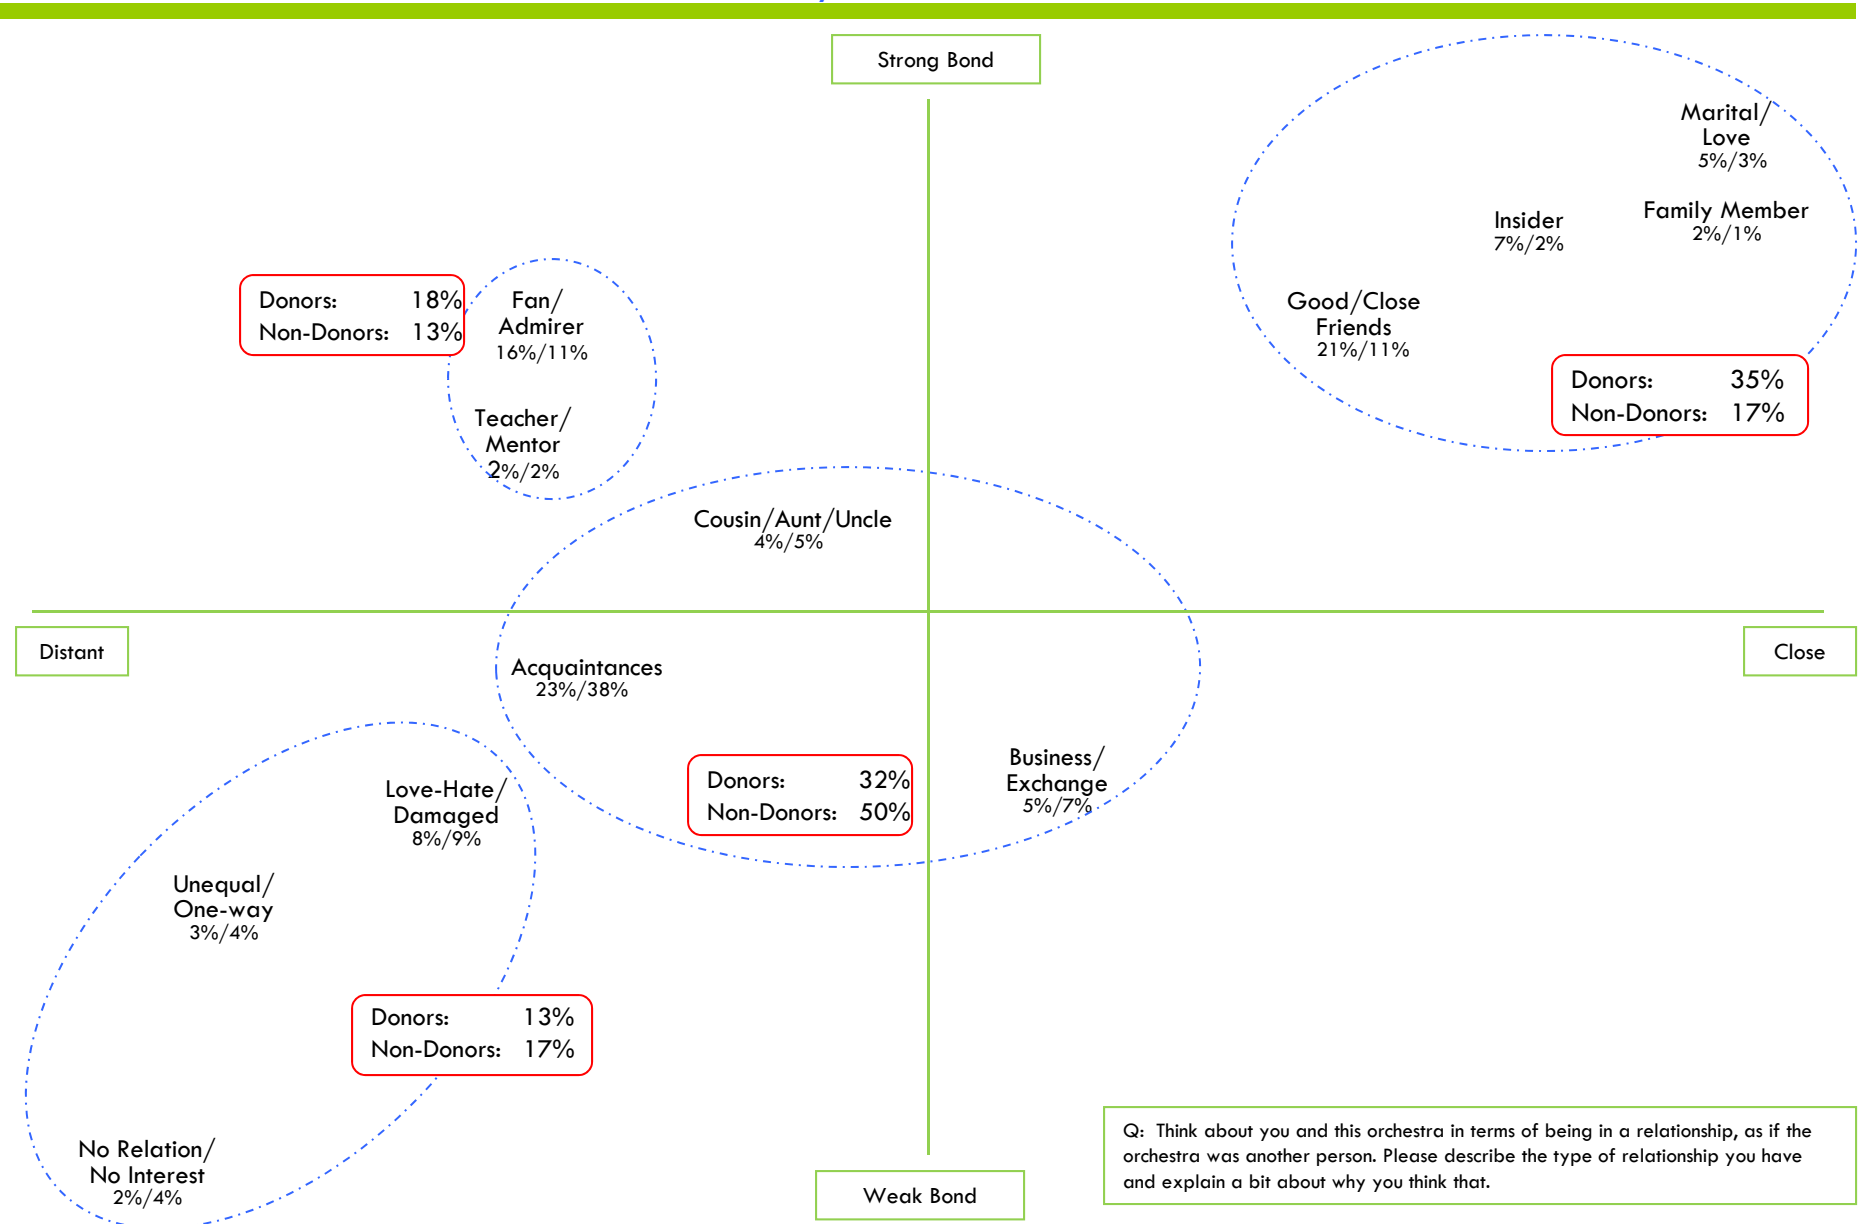 Strong Bond
Marital/
Love
5%/3%
Insider
7%/2%
Family Member
2%/1%
Good/Close
Friends
21%/11%
Donors: 35%
Non-Donors: 17%
Donors: 18%
Non-Donors: 13%
Fan/
Admirer
16%/11%
Teacher/
Mentor
2%/2%
Cousin/Aunt/Uncle
4%/5%
Distant
Close
Acquaintances
23%/38%
Business/
Exchange
5%/7%
Donors: 32%
Non-Donors: 50%
Love-Hate/
Damaged
8%/9%
Unequal/
One-way
3%/4%
Donors: 13%
Non-Donors: 17%
No Relation/
No Interest
2%/4%
Weak Bond
Q: Think about you and this orchestra in terms of being in a relationship, as if the
orchestra was another person. Please describe the type of relationship you have
and explain a bit about why you think that.